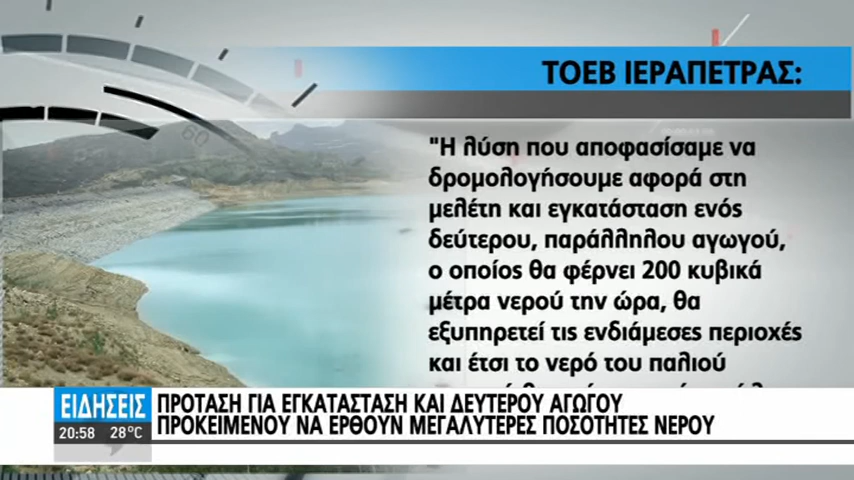 ΤΟΕΒ ΙΕΡΑΠΕΤΡΑΣ:
60
"Η λύση που αποφασίσαμε να
δρομολογήσουμε αφορά στη
μελέτη και εγκατάσταση ενός
δεύτερου, παράλληλου αγωγού,
ο οποίος θα φέρνει 200 κυβικά
μέτρα νερού την ώρα, θα
εξυπηρετεί τις ενδιάμεσες περιοχές
και έτσι το νερό του παλιού
ΕΙΔΗΣΕΙΣ
20:58 28°C
ΠΡΟΤΑΣΗ ΓΙΑ ΕΓΚΑΤΑΣΤΑΣΗ ΚΑΙ ΔΕΥΤΕΡΟΥ ΑΓΩΓΟΥ
ΠΡΟΚΕΙΜΕΝΟΥ ΝΑ ΕΡΘΟΥΝ ΜΕΓΑΛΥΤΕΡΕΣ ΠΟΣΟΤΗΤΕΣ ΝΕΡΟΥ